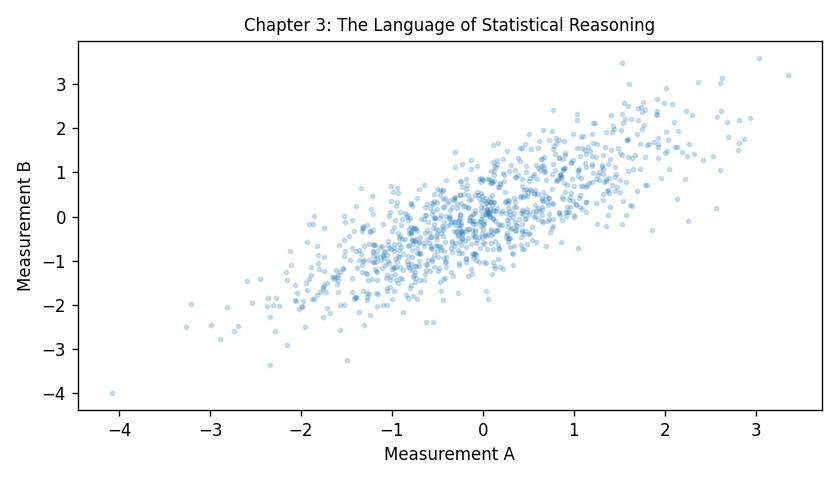 Chapter 3: The Language of Statistical Reasoning
Measurement B
3
2
1
0
−1
−2
−3
−4
−4 −3 −2 −1 0 1 2 3
Measurement A